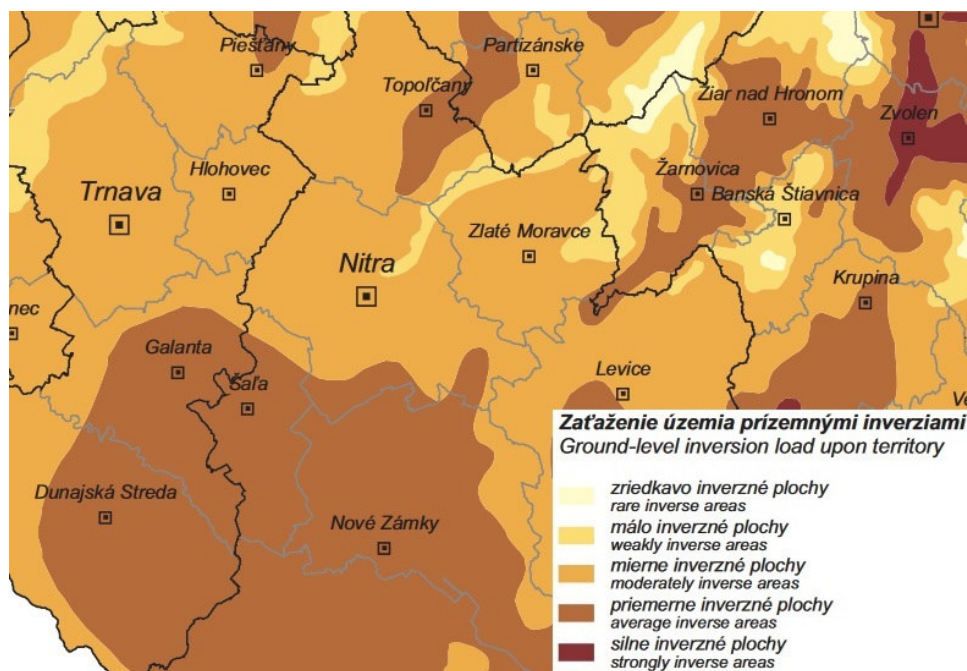 Piešťany
Partizánske
Topoľčany
Žiar nad Hronom
Zvolen
Hlohovec
Žarnovica
Trnava
Banská Štiavnica
Zlaté Moravce
Nitra
Krupina
nec
Galanta
Šaľa
Levice
Ve
Zaťaženie územia prízemnými inverziami
Ground-level inversion load upon territory
zriedkavo inverzné plochy
rare inverse areas
Dunajská Streda
Nové Zámky
málo inverzné plochy
weakly inverse areas
mierne inverzné plochy
moderately inverse areas
priemerne inverzné plochy
average inverse areas
silne inverzné plochy
strongly inverse areas